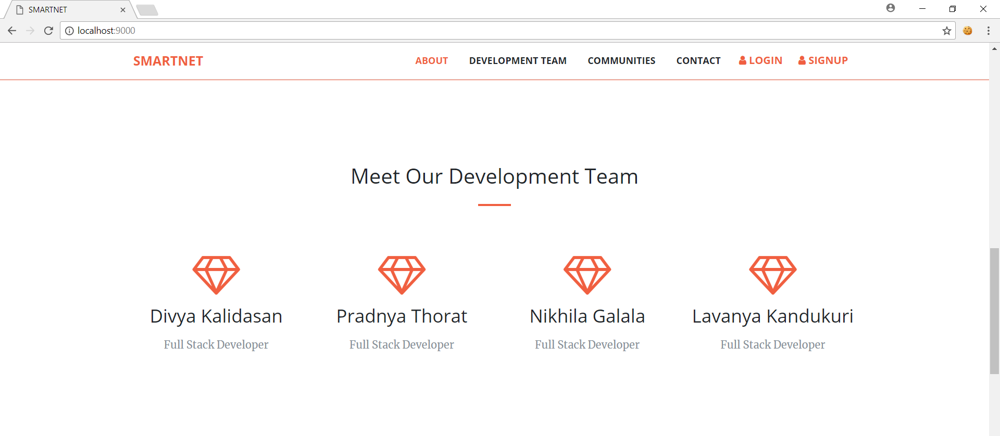 SMARTNET
localhost:9000
SMARTNET ABOUT DEVELOPMENT TEAM COMMUNITIES CONTACT LOGIN SIGNUP
Meet Our Development Team
Divya Kalidasan Pradnya Thorat Nikhila Galala Lavanya Kandukuri
Full Stack Developer Full Stack Developer Full Stack Developer Full Stack Developer